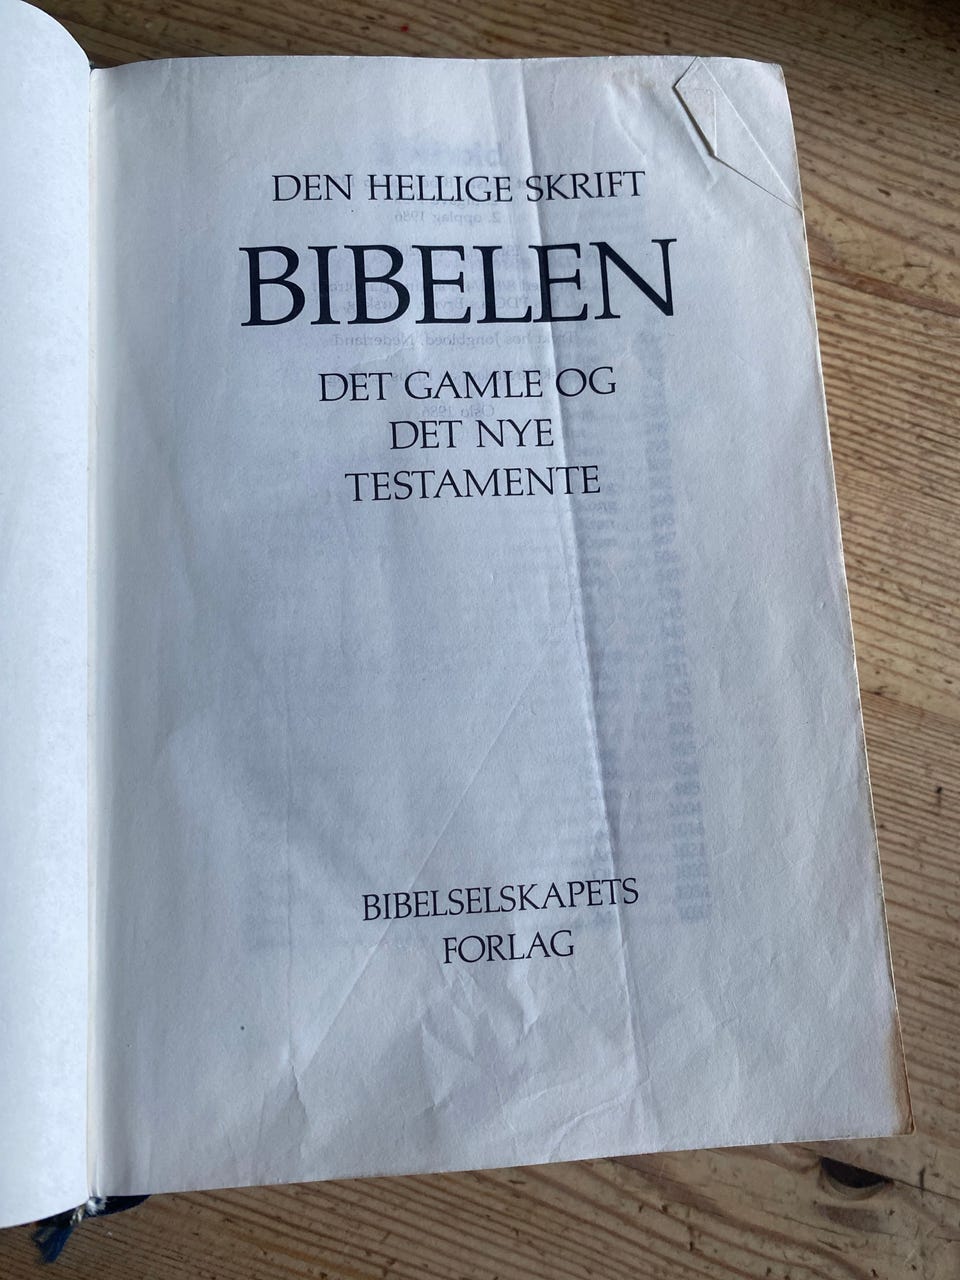 DEN HELLIGE SKRIFT
BIBELEN
DET GAMLE OG
DET NYE
TESTAMENTE
BIBELSELSKAPETS
FORLAG